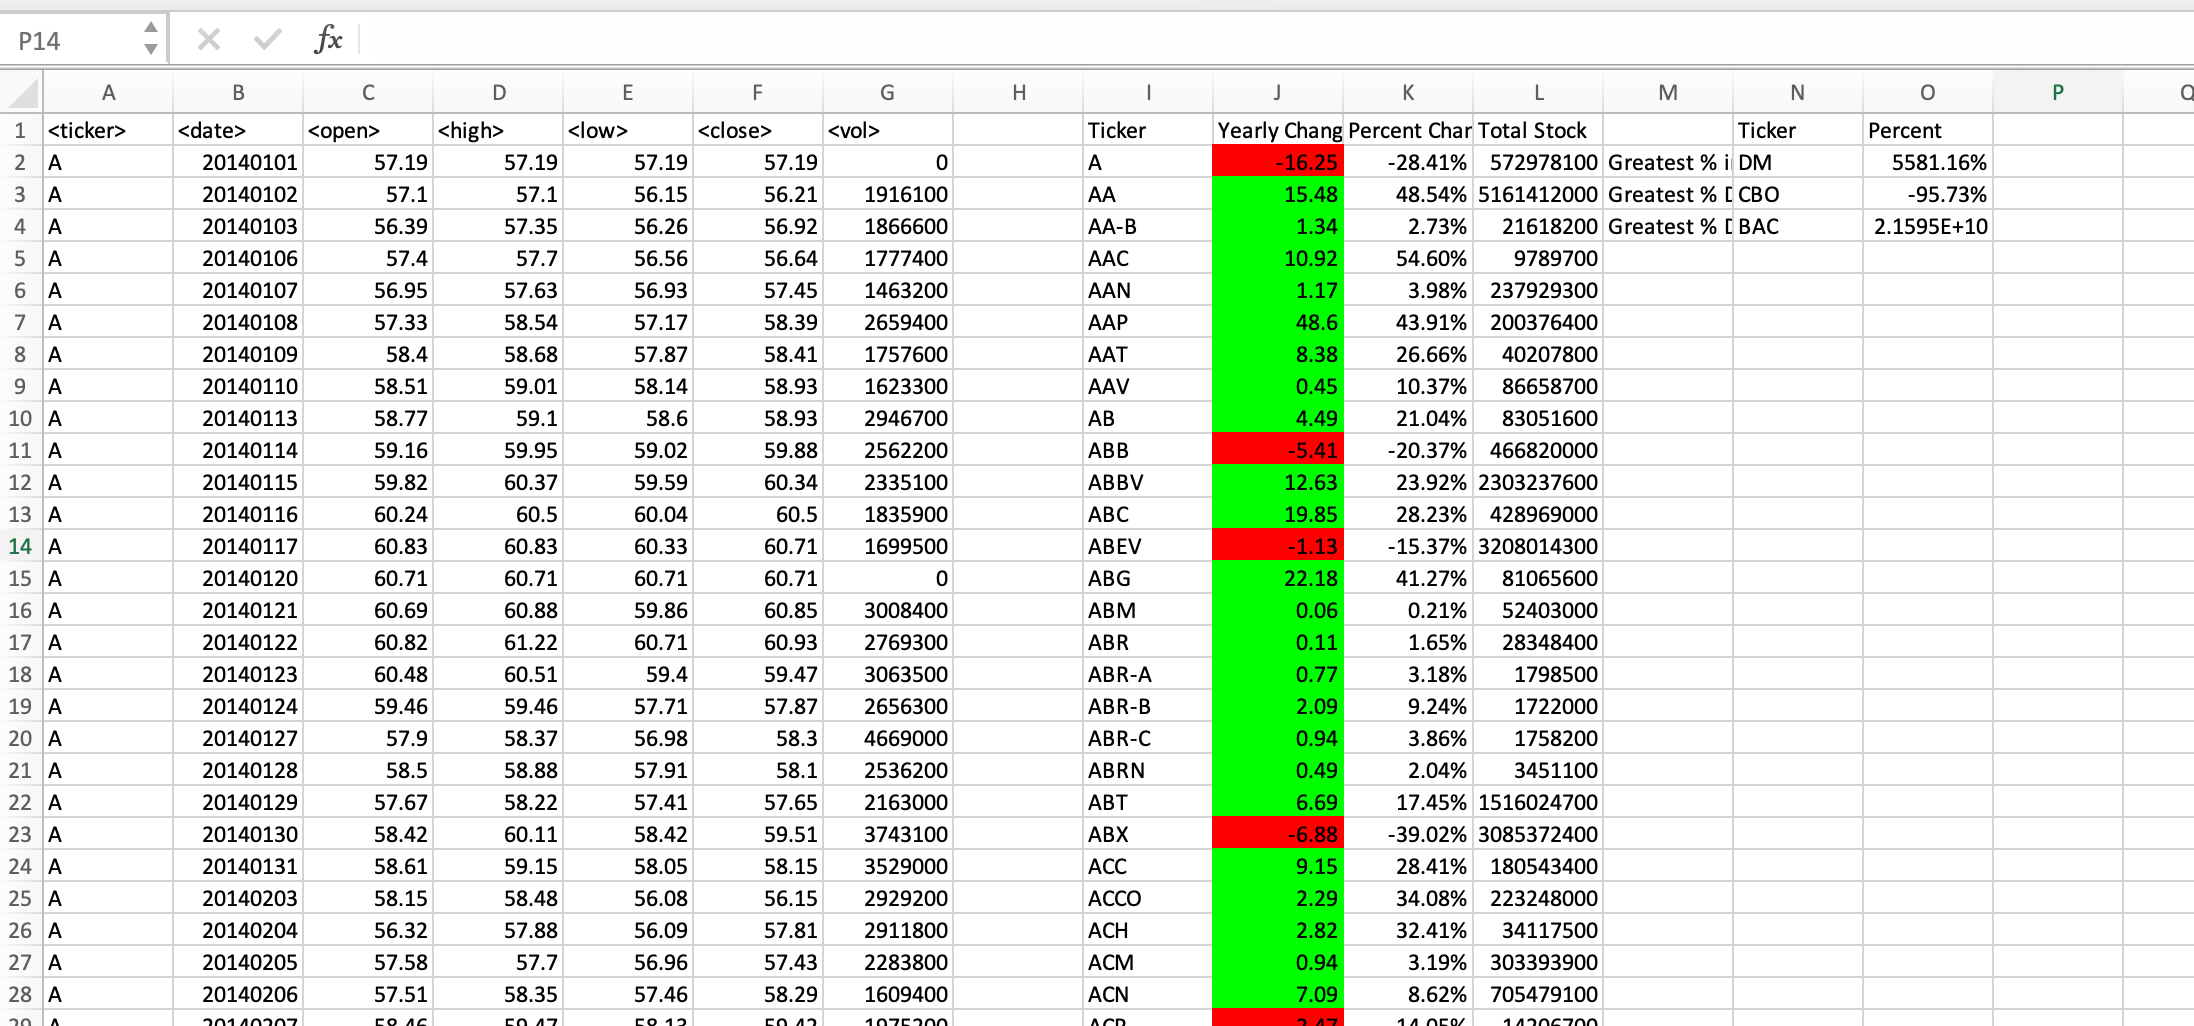 P14 fx
A B C D E F G H I J K L M N O P Q
1 <ticker> <date> <open> <high> <low> <close> <vol> Ticker Yearly Chang Percent Char Total Stock Ticker Percent
2 A 20140101 57.19 57.19 57.19 57.19 0 A -16.25 -28.41% 572978100 Greatest % i DM 5581.16%
3 A 20140102 57.1 57.1 56.15 56.21 1916100 AA 15.48 48.54% 5161412000 Greatest % D CBO -95.73%
4 A 20140103 56.39 57.35 56.26 56.92 1866600 AA-B 1.34 2.73% 21618200 Greatest % D BAC 2.1595E+10
5 A 20140106 57.4 57.7 56.56 56.64 1777400 AAC 10.92 54.60% 9789700
6 A 20140107 56.95 57.63 56.93 57.45 1463200 AAN 1.17 3.98% 237929300
7 A 20140108 57.33 58.54 57.17 58.39 2659400 AAP 48.6 43.91% 200376400
8 A 20140109 58.4 58.68 57.87 58.41 1757600 AAT 8.38 26.66% 40207800
9 A 20140110 58.51 59.01 58.14 58.93 1623300 AAV 0.45 10.37% 86658700
10 A 20140113 58.77 59.1 58.6 58.93 2946700 AB 4.49 21.04% 83051600
11 A 20140114 59.16 59.95 59.02 59.88 2562200 ABB -5.41 -20.37% 466820000
12 A 20140115 59.82 60.37 59.59 60.34 2335100 ABBV 12.63 23.92% 2303237600
13 A 20140116 60.24 60.5 60.04 60.5 1835900 ABC 19.85 28.23% 428969000
14 A 20140117 60.83 60.83 60.33 60.71 1699500 ABEV -1.13 -15.37% 3208014300
15 A 20140120 60.71 60.71 60.71 60.71 0 ABG 22.18 41.27% 81065600
16 A 20140121 60.69 60.88 59.86 60.85 3008400 ABM 0.06 0.21% 52403000
17 A 20140122 60.82 61.22 60.71 60.93 2769300 ABR 0.11 1.65% 28348400
18 A 20140123 60.48 60.51 59.4 59.47 3063500 ABR-A 0.77 3.18% 1798500
19 A 20140124 59.46 59.46 57.71 57.87 2656300 ABR-B 2.09 9.24% 1722000
20 A 20140127 57.9 58.37 56.98 58.3 4669000 ABR-C 0.94 3.86% 1758200
21 A 20140128 58.5 58.88 57.91 58.1 2536200 ABRN 0.49 2.04% 3451100
22 A 20140129 57.67 58.22 57.41 57.65 2163000 ABT 6.69 17.45% 1516024700
23 A 20140130 58.42 60.11 58.42 59.51 3743100 ABX -6.88 -39.02% 3085372400
24 A 20140131 58.61 59.15 58.05 58.15 3529000 ACC 9.15 28.41% 180543400
25 A 20140203 58.15 58.48 56.08 56.15 2929200 ACCO 2.29 34.08% 223248000
26 A 20140204 56.32 57.88 56.09 57.81 2911800 ACH 2.82 32.41% 34117500
27 A 20140205 57.58 57.7 56.96 57.43 2283800 ACM 0.94 3.19% 303393900
28 A 20140206 57.51 58.35 57.46 58.29 1609400 ACN 7.09 8.62% 705479100